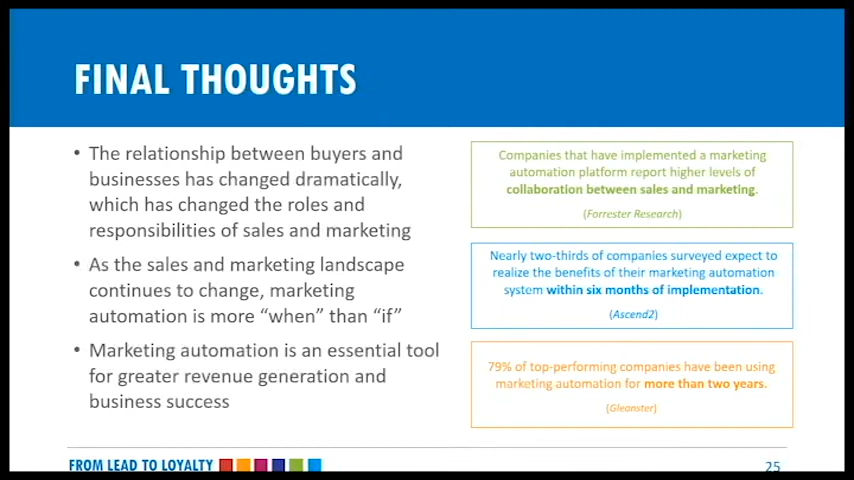 FINAL THOUGHTS
• The relationship between buyers and
businesses has changed dramatically,
which has changed the roles and
responsibilities of sales and marketing
• As the sales and marketing landscape
continues to change, marketing
automation is more “when” than “if”
• Marketing automation is an essential tool
for greater revenue generation and
business success
Companies that have implemented a marketing
automation platform report higher levels of
collaboration between sales and marketing.
(Forrester Research)
Nearly two-thirds of companies surveyed expect to
realize the benefits of their marketing automation
system within six months of implementation.
(Ascend2)
79% of top-performing companies have been using
marketing automation for more than two years.
(Gleanster)
FROM LEAD TO LOYALTY
25